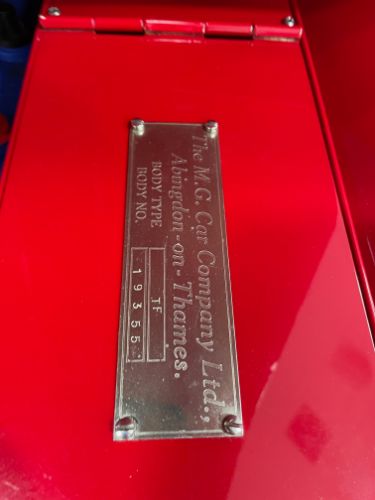 The M.G. Car Company Ltd.,
Abingdon-on-Thames.
BODY TYPE TF
BODY NO. 19355